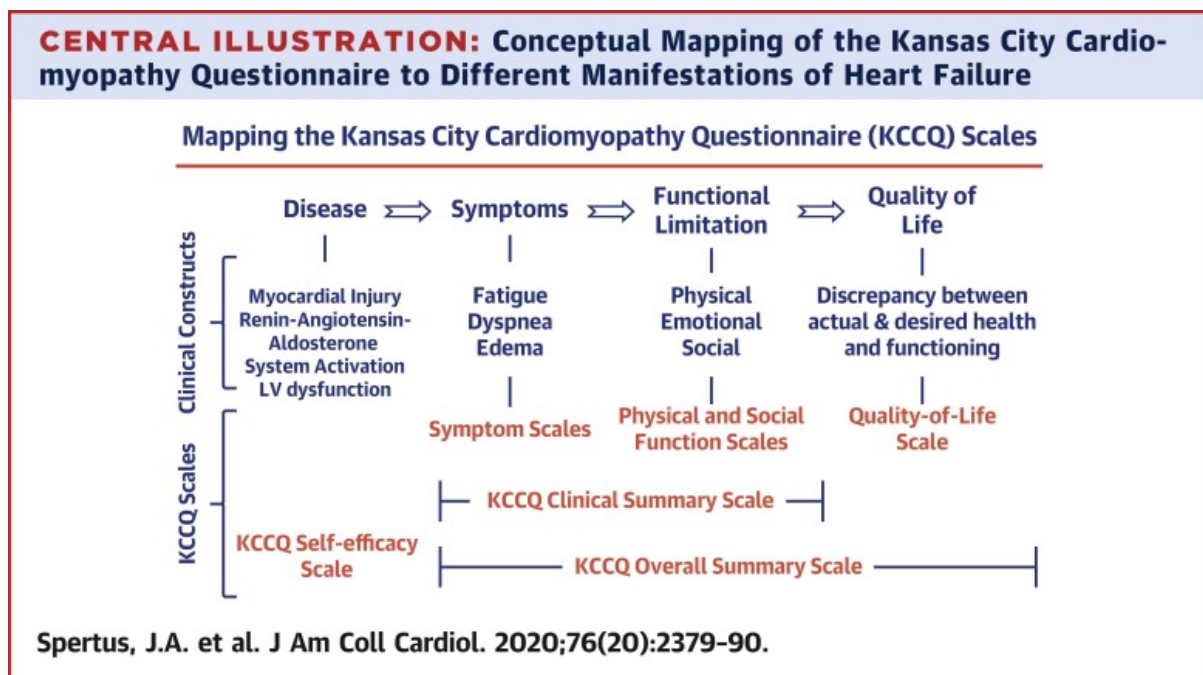 CENTRAL ILLUSTRATION: Conceptual Mapping of the Kansas City Cardio-
myopathy Questionnaire to Different Manifestations of Heart Failure
Mapping the Kansas City Cardiomyopathy Questionnaire (KCCQ) Scales
Clinical Constructs
Disease
Symptoms
Functional
Limitation
Quality of
Life
Myocardial Injury
Renin-Angiotensin-
Aldosterone
System Activation
LV dysfunction
Fatigue
Dyspnea
Edema
Physical
Emotional
Social
Discrepancy between
actual & desired health
and functioning
KCCQ Scales
Symptom Scales
Physical and Social
Function Scales
Quality-of-Life
Scale
KCCQ Clinical Summary Scale
KCCQ Self-efficacy
Scale
KCCQ Overall Summary Scale
Spertus, J.A. et al. J Am Coll Cardiol. 2020;76(20):2379–90.